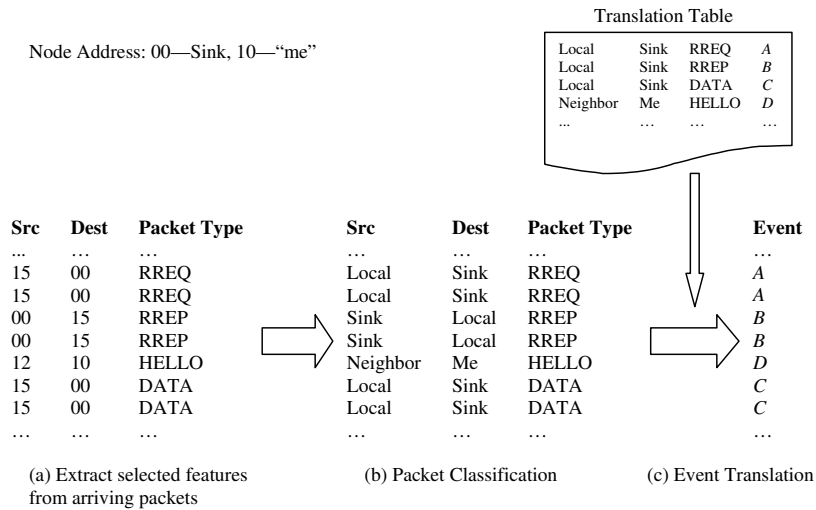 Translation Table
Node Address: 00—Sink, 10—“me”
Local Sink RREQ A
Local Sink RREP B
Local Sink DATA C
Neighbor Me HELLO D
... … … …
Src Dest Packet Type
... … …
15 00 RREQ
15 00 RREQ
00 15 RREP
00 15 RREP
12 10 HELLO
15 00 DATA
15 00 DATA
… … …
(a) Extract selected features
from arriving packets
Src Dest Packet Type
… … …
Local Sink RREQ
Local Sink RREQ
Sink Local RREP
Sink Local RREP
Neighbor Me HELLO
Local Sink DATA
Local Sink DATA
… … …
(b) Packet Classification
Event
…
A
A
B
B
D
C
C
…
(c) Event Translation